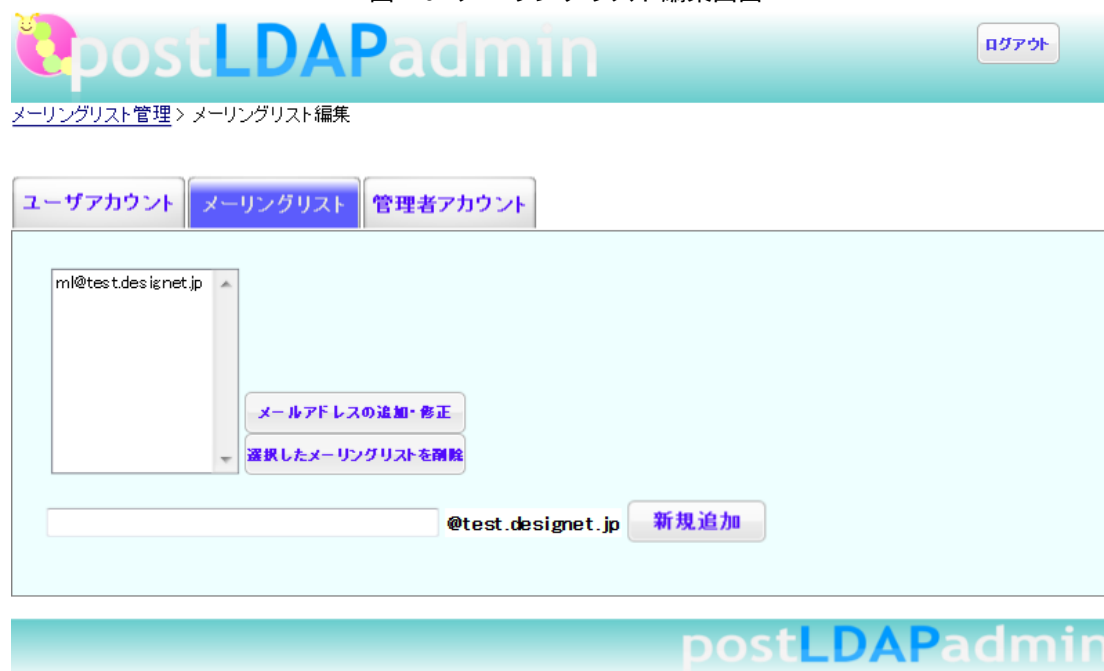 postLDAPadmin
ログアウト
メーリングリスト管理 > メーリングリスト編集
ユーザアカウント メーリングリスト 管理者アカウント
ml@test.designet.jp
メールアドレスの追加・修正
選択したメーリングリストを削除
@test.designet.jp 新規追加
postLDAPadmin